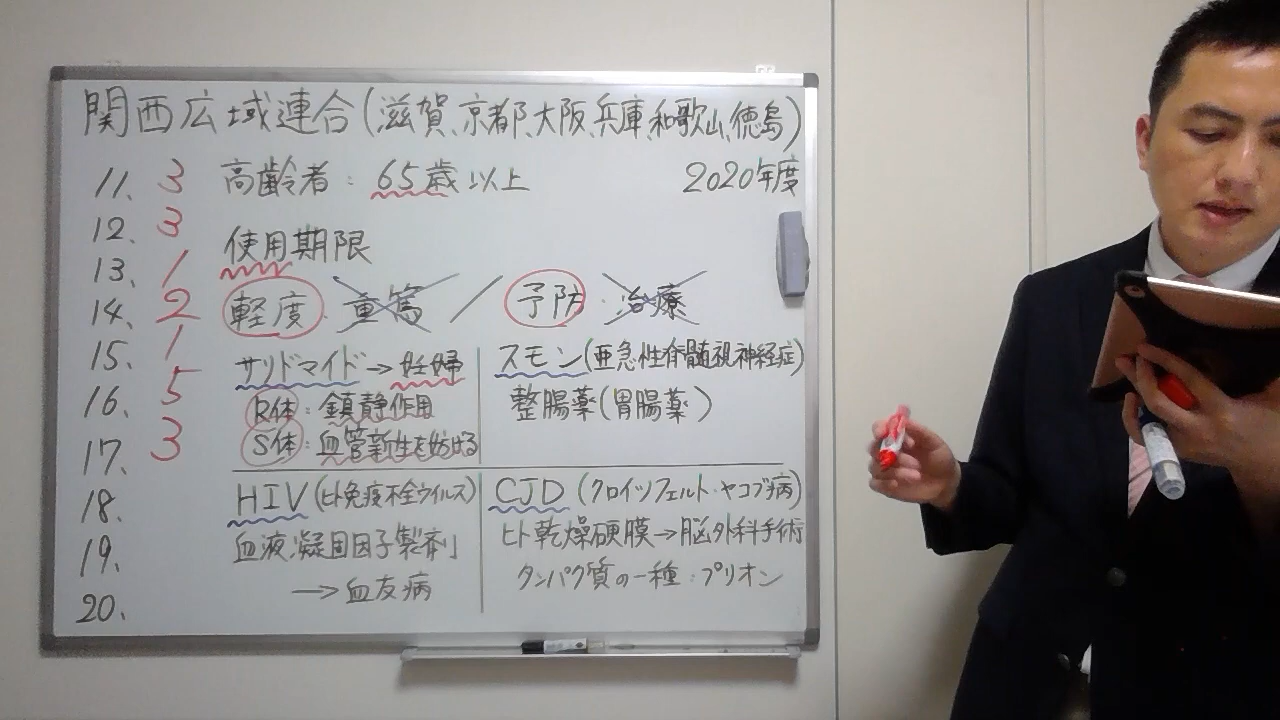 関西広域連合(滋賀、京都、大阪、兵庫、和歌山、徳島)
2020年度
11. 3 高齢者:65歳以上
12. 3 使用期限
13. 1
14. 2 軽度・重篤/予防・治療
15. 1 サリドマイド→妊婦
16. 5 R体:鎮静作用
17. 3 S体:血管新生を妨げる
スモン(亜急性脊髄視神経症)
整腸薬(胃腸薬)
18. HIV(ヒト免疫不全ウイルス)
19. 血液凝固因子製剤
20. →血友病
CJD(クロイツフェルト・ヤコブ病)
ヒト乾燥硬膜→脳外科手術
タンパク質の一種:プリオン